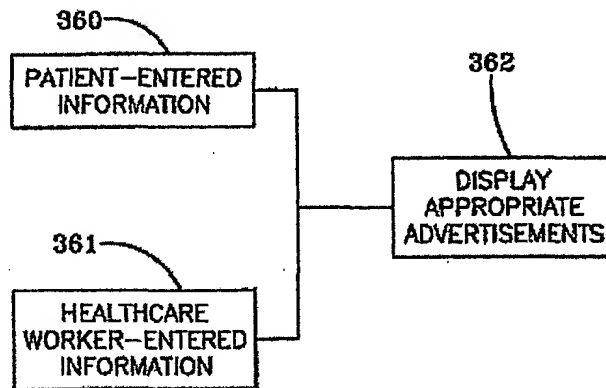 360
PATIENT-ENTERED
INFORMATION
362
DISPLAY
APPROPRIATE
ADVERTISEMENTS
361
HEALTHCARE
WORKER-ENTERED
INFORMATION